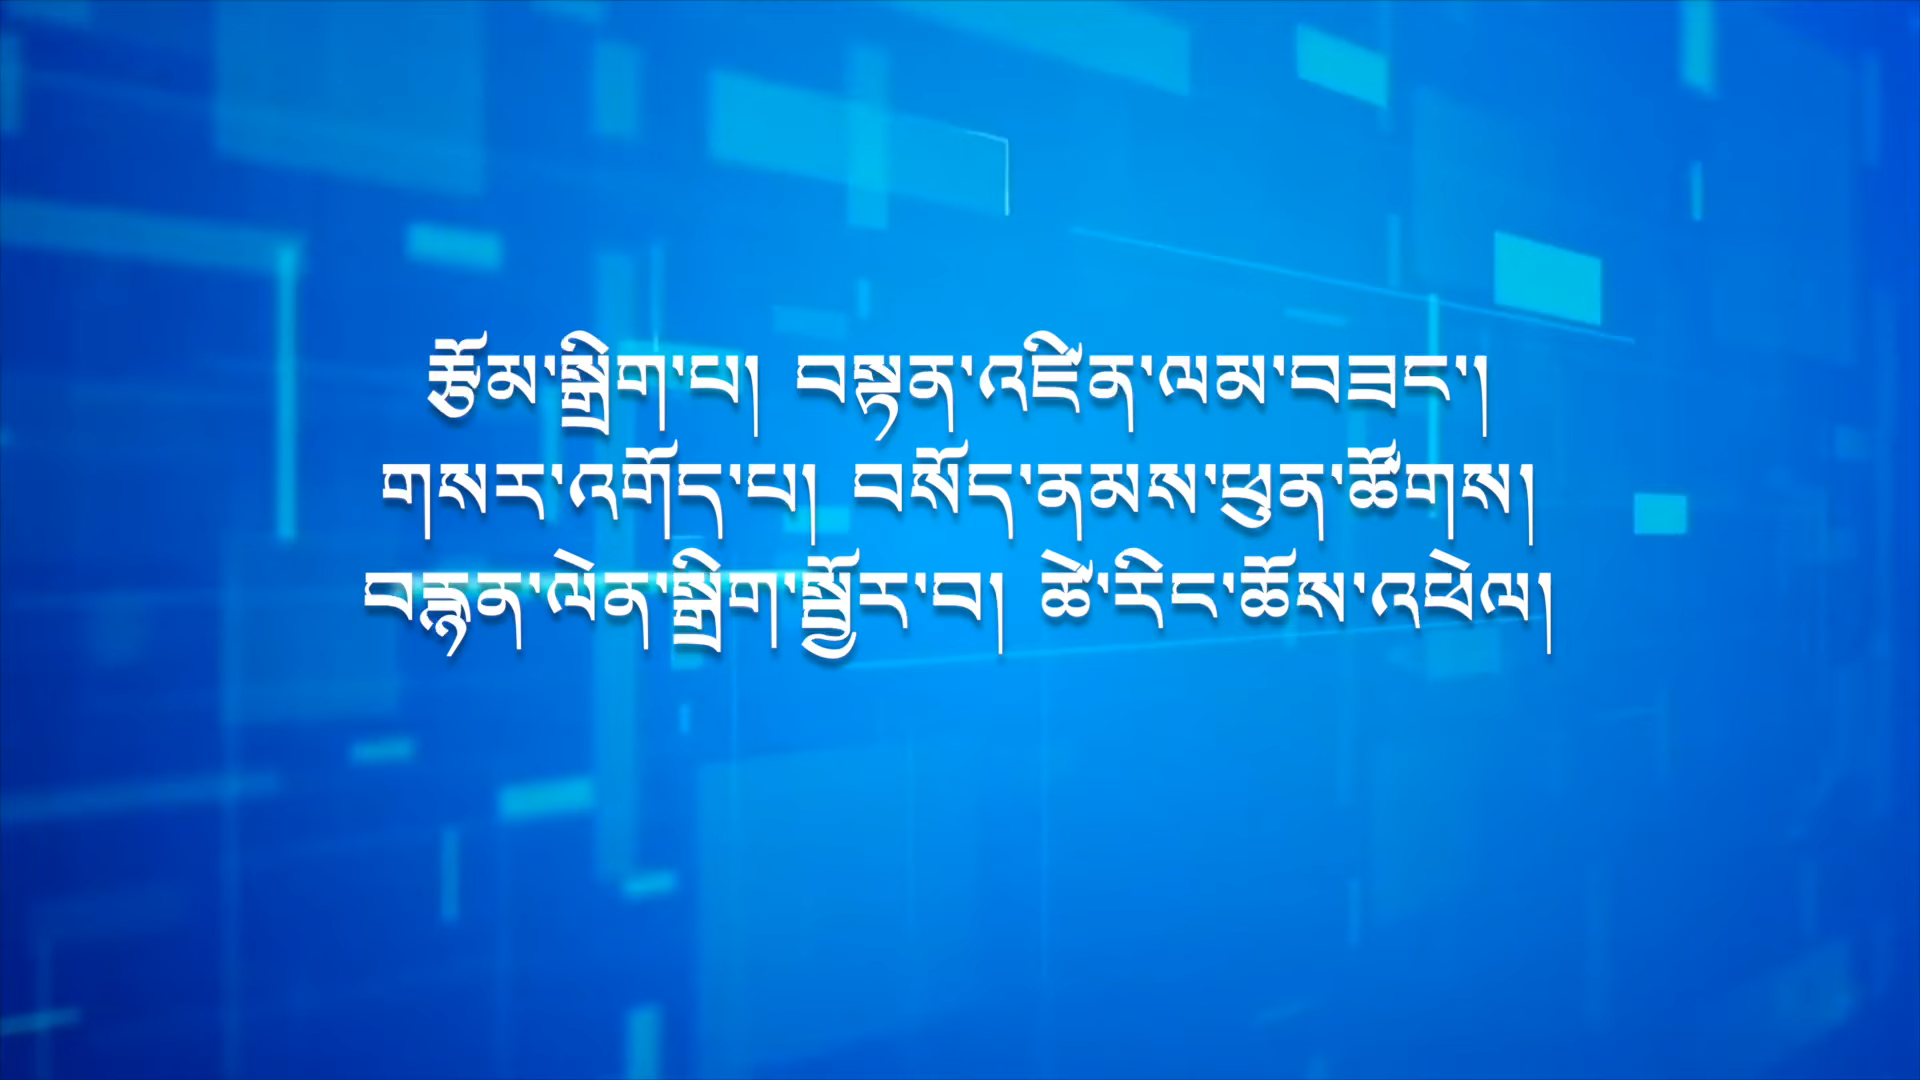 རྩོམ་སྒྲིག་པ། བསྟན་འཛིན་ལམ་བཟང་།
གསར་འགོད་པ། བསོད་ནམས་ཕུན་ཚོགས།
བརྙན་ལེན་སྒྲིག་སྦྱོར་བ། ཚེ་རིང་ཆོས་འཕེལ།